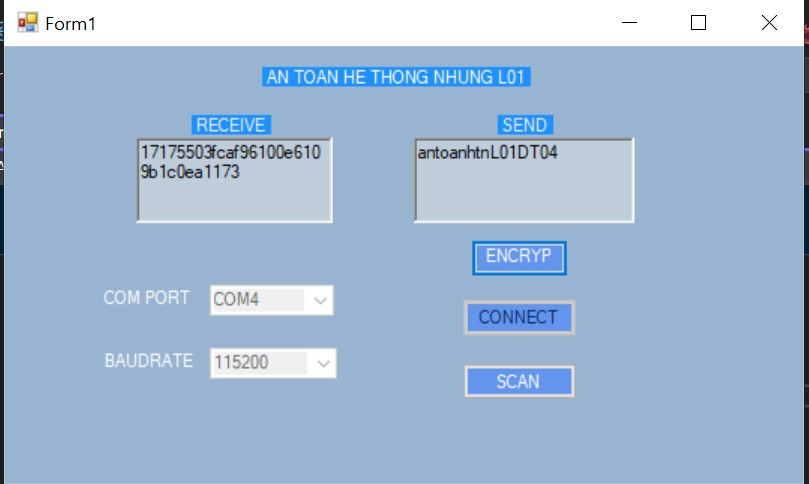 Form1
AN TOAN HE THONG NHUNG L01
RECEIVE
17175503fcaf96100e610
9b1c0ea1173
SEND
antoanhtnL01DT04
ENCRYP
COM PORT
COM4
CONNECT
BAUDRATE
115200
SCAN